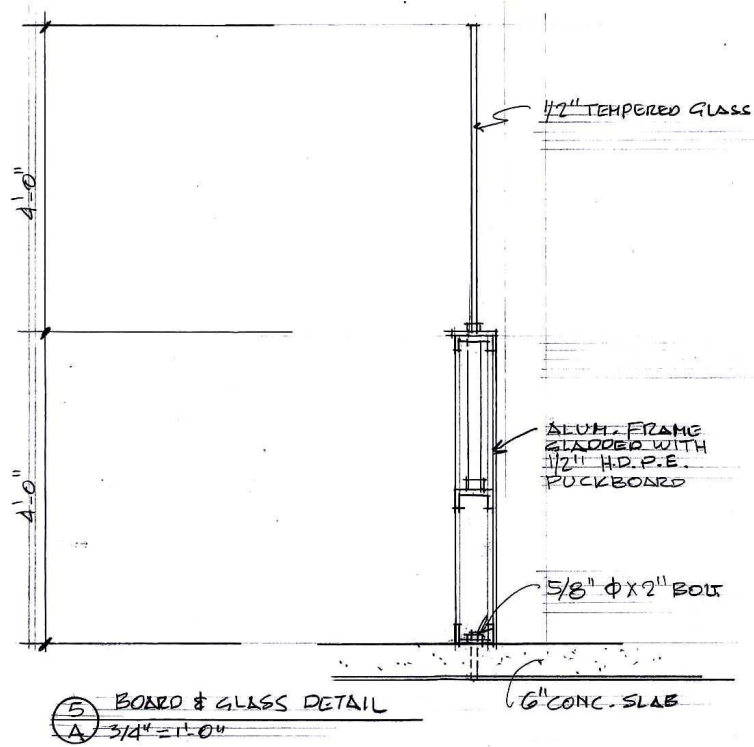 1/2" TEMPERED GLASS
4'-0"
ALUM. FRAME
CLADDED WITH
1/2" H.D.P.E.
PUCKBOARD
4'-0"
5/8" ɸ X 2" BOLT
6" CONC. SLAB
5
A
BOARD & GLASS DETAIL
3/4" = 1'-0"